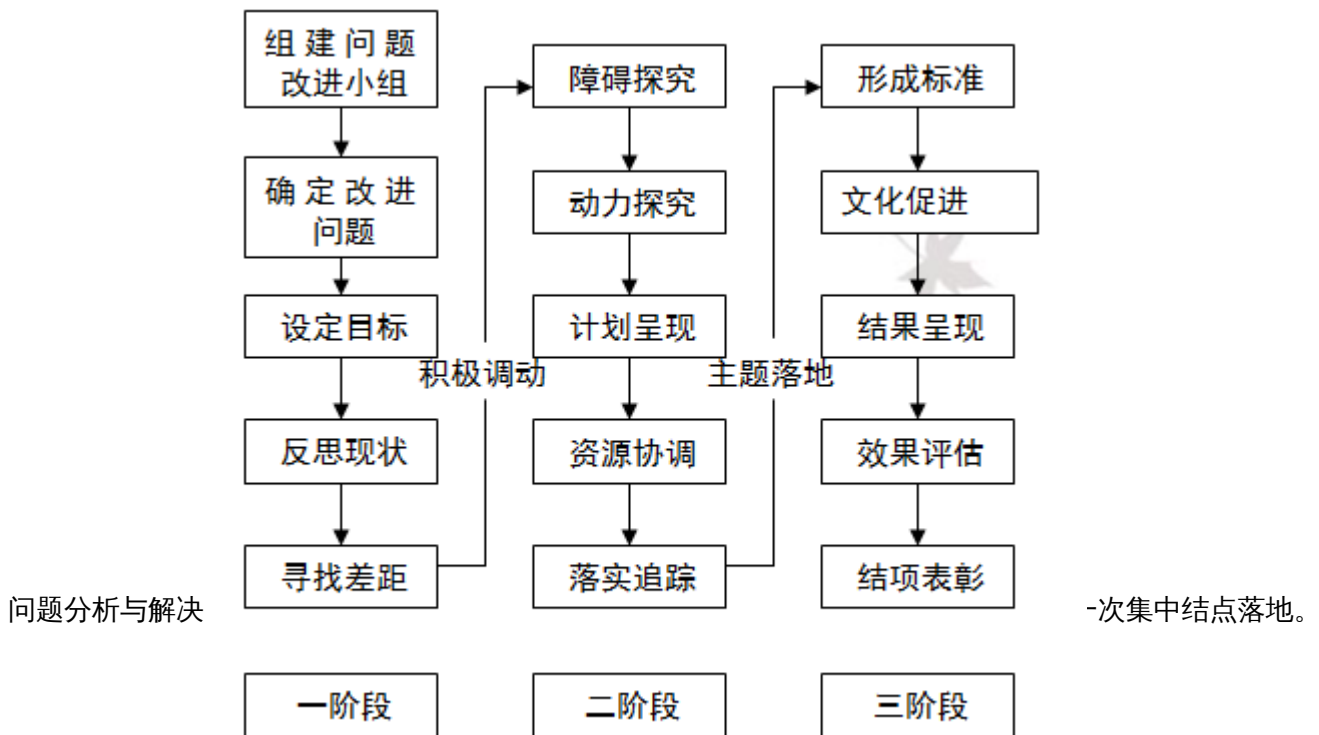 组建问题
改进小组
确定改进
问题
设定目标
反思现状
寻找差距
积极调动
障碍探究
动力探究
计划呈现
资源协调
落实追踪
主题落地
形成标准
文化促进
结果呈现
效果评估
结项表彰
问题分析与解决
一次集中结点落地。
一阶段
二阶段
三阶段